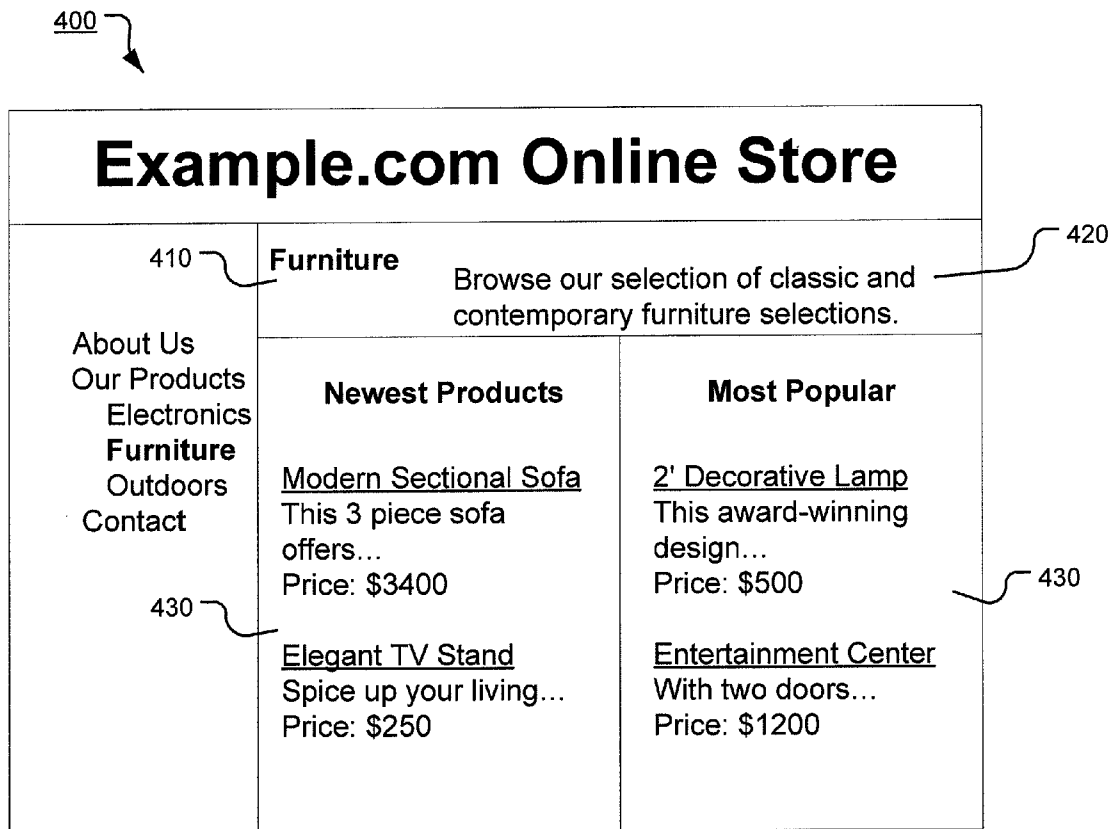 400
Example.com Online Store
410
Furniture
Browse our selection of classic and
contemporary furniture selections.
420
About Us
Our Products
Electronics
Furniture
Outdoors
Contact
Newest Products
Modern Sectional Sofa
This 3 piece sofa
offers...
Price: $3400
430
Elegant TV Stand
Spice up your living...
Price: $250
Most Popular
2' Decorative Lamp
This award-winning
design...
Price: $500
430
Entertainment Center
With two doors...
Price: $1200